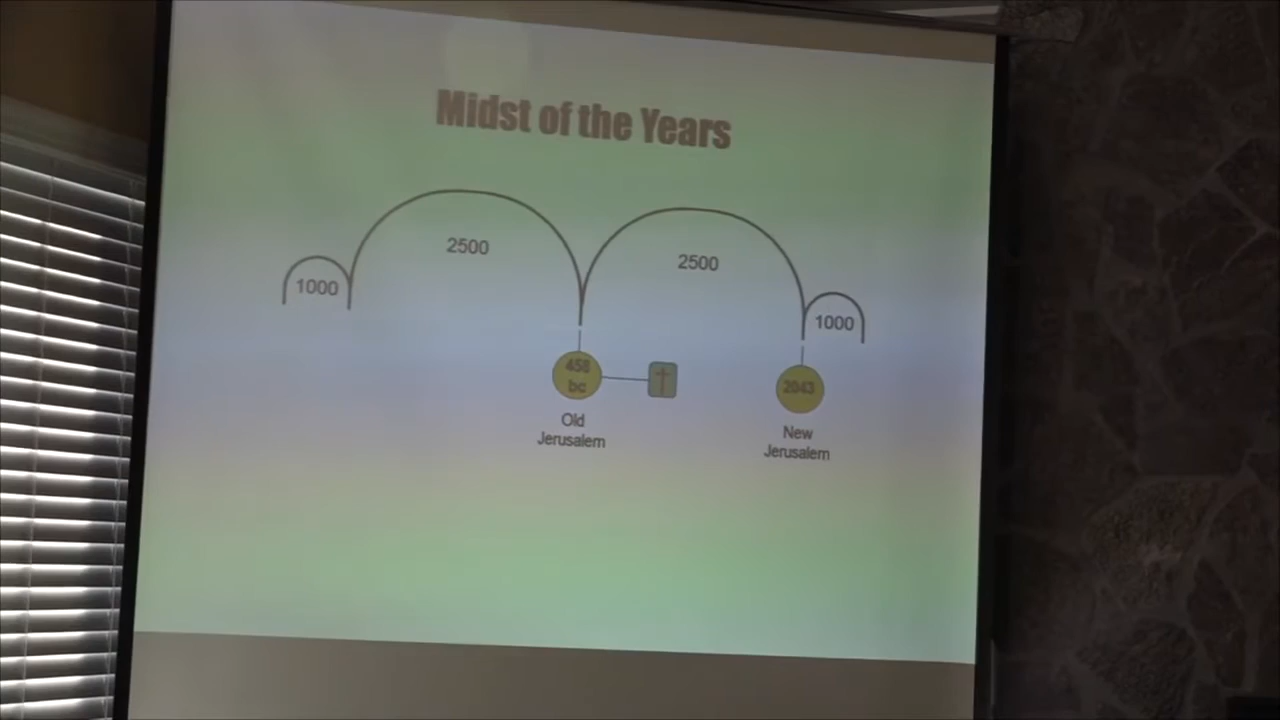 Midst of the Years
2500
2500
1000
1000
458
bc
2043
Old
Jerusalem
New
Jerusalem